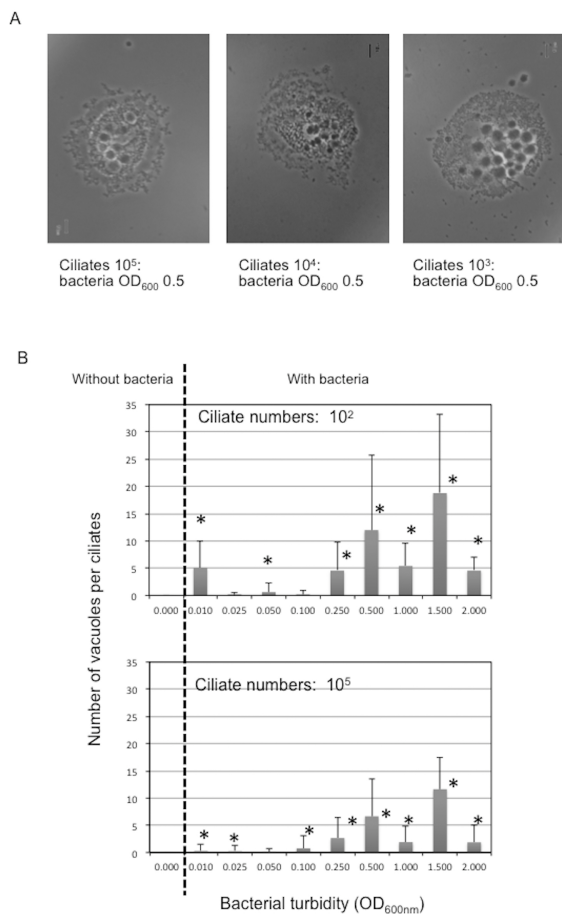 A
Ciliates 10⁵:
bacteria OD₆₀₀ 0.5
Ciliates 10⁴:
bacteria OD₆₀₀ 0.5
Ciliates 10³:
bacteria OD₆₀₀ 0.5
B
Without bacteria
With bacteria
Number of vacuoles per ciliates
35
30
25
20
15
10
5
0
Ciliate numbers: 10²
*
*
*
*
*
*
*
0.000 0.010 0.025 0.050 0.100 0.250 0.500 1.000 1.500 2.000
35
30
25
20
15
10
5
0
Ciliate numbers: 10⁵
*
*
*
*
*
*
*
*
0.000 0.010 0.025 0.050 0.100 0.250 0.500 1.000 1.500 2.000
Bacterial turbidity (OD₆₀₀ₙₘ)